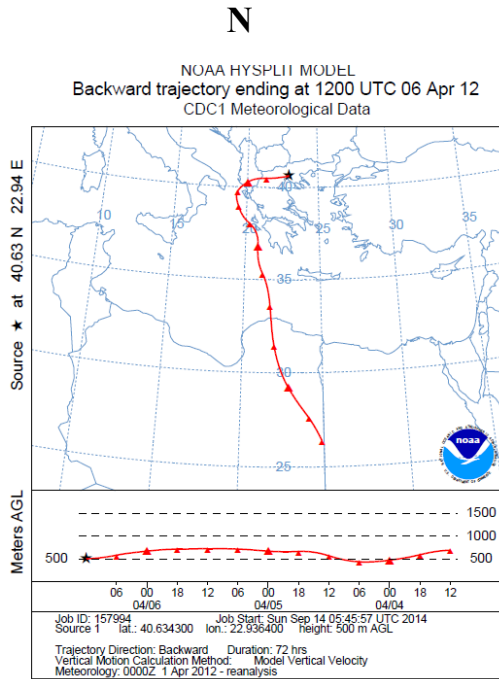 N
NOAA HYSPLIT MODEL
Backward trajectory ending at 1200 UTC 06 Apr 12
CDC1 Meteorological Data
Source ★ at 40.63 N 22.94 E
10
15
20
25
30
35
40
35
30
25
noaa
Meters AGL
500
1500
1000
500
06 00 18 12 06 00 18 12 06 00 18 12
04/06 04/05 04/04
Job ID: 157994 Job Start: Sun Sep 14 05:45:57 UTC 2014
Source 1 lat.: 40.634300 lon.: 22.936400 height: 500 m AGL
Trajectory Direction: Backward Duration: 72 hrs
Vertical Motion Calculation Method: Model Vertical Velocity
Meteorology: 0000Z 1 Apr 2012 - reanalysis